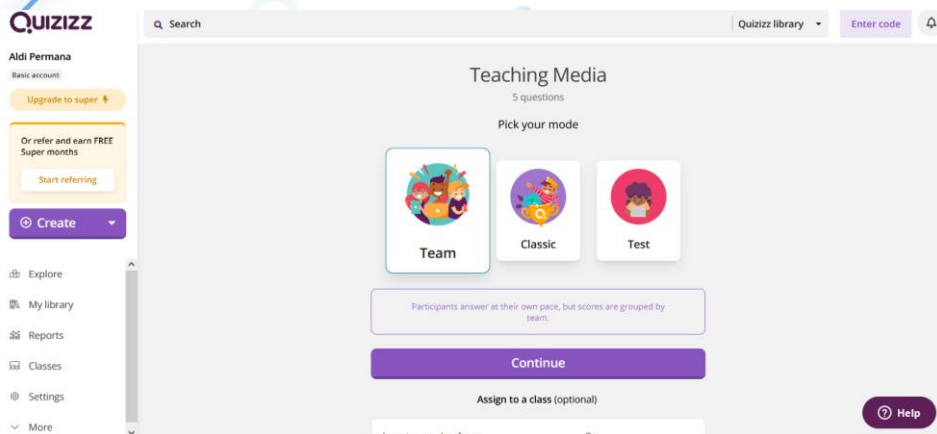 QUIZIZZ
Aldi Permana
Basic account
Upgrade to super
Or refer and earn FREE
Super months
Start referring
Create
Explore
My library
Reports
Classes
Settings
More
Search
Quizizz library
Enter code
Teaching Media
5 questions
Pick your mode
Team
Classic
Test
Participants answer at their own pace, but scores are grouped by
team.
Continue
Assign to a class (optional)
Help